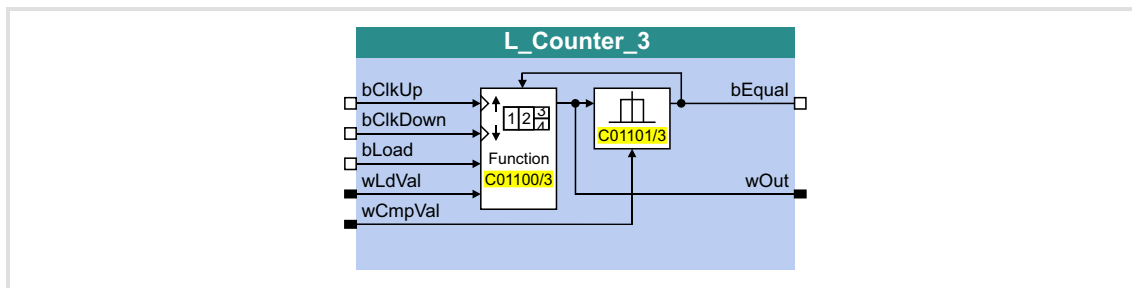 L_Counter_3
bClkUp
bEqual
bClkDown
1 2 3 4
C01101/3
bLoad
Function
wLdVal
C01100/3
wOut
wCmpVal